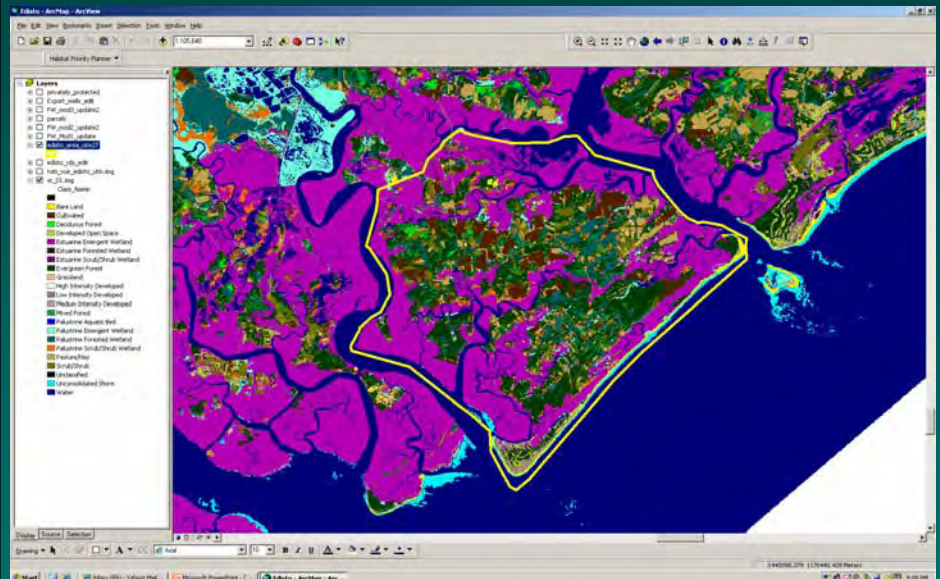 Edisto - ArcMap - ArcView
File Edit View Bookmarks Insert Selection Tools Window Help
1:105,640
Habitat Priority Planner
Layers
privately_protected
Export_wells_edit
FW_mod3_update2
parcels
FW_mod2_update2
FW_Mod1_update
edisto_rds_edit
sc_01.img
Class_Name
Bare Land
Cultivated
Deciduous Forest
Developed Open Space
Estuarine Emergent Wetland
Estuarine Forested Wetland
Estuarine Scrub/Shrub Wetland
Evergreen Forest
Grassland
High Intensity Developed
Low Intensity Developed
Medium Intensity Developed
Mixed Forest
Palustrine Aquatic Bed
Palustrine Emergent Wetland
Palustrine Forested Wetland
Palustrine Scrub/Shrub Wetland
Pasture/Hay
Scrub/Shrub
Unclassified
Unconsolidated Shore
Water
Display Source Selection
Drawing A Arial 10 B I U A
Meters
Start Microsoft PowerPoint - [ Edisto - ArcMap - Arc...